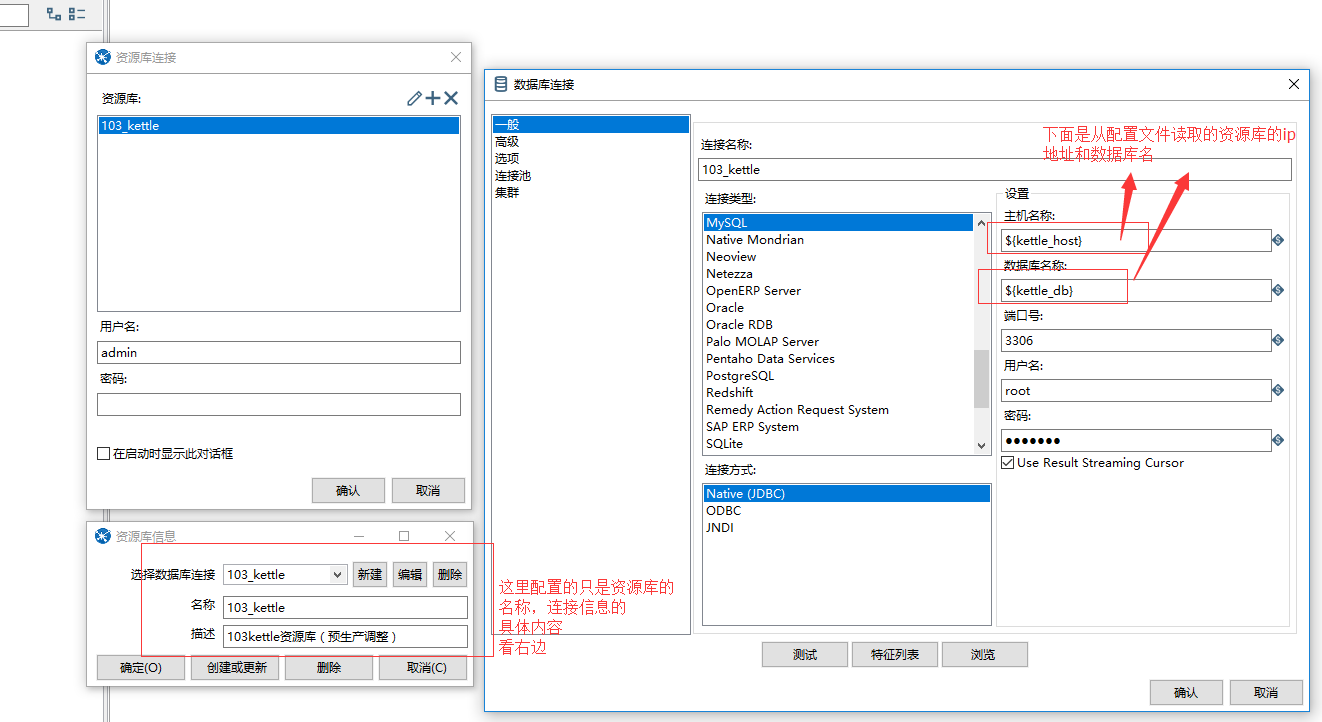 资源库连接
资源库:
103_kettle
用户名:
admin
密码:
在启动时显示此对话框
确认
取消
资源库信息
选择数据库连接
103_kettle
新建
编辑
删除
名称
103_kettle
描述
103kettle资源库（预生产调整）
确定(O)
创建或更新
删除
取消(C)
这里配置的只是资源库的
名称，连接信息的
具体内容
看右边
数据库连接
一般
高级
选项
连接池
集群
下面是从配置文件读取的资源库的ip
地址和数据库名
连接名称:
103_kettle
连接类型:
MySQL
Native Mondrian
Neoview
Netezza
OpenERP Server
Oracle
Oracle RDB
Palo MOLAP Server
Pentaho Data Services
PostgreSQL
Redshift
Remedy Action Request System
SAP ERP System
SQLite
连接方式:
Native (JDBC)
ODBC
JNDI
设置
主机名称:
${kettle_host}
数据库名称:
${kettle_db}
端口号:
3306
用户名:
root
密码:
●●●●●●●
Use Result Streaming Cursor
测试
特征列表
浏览
确认
取消